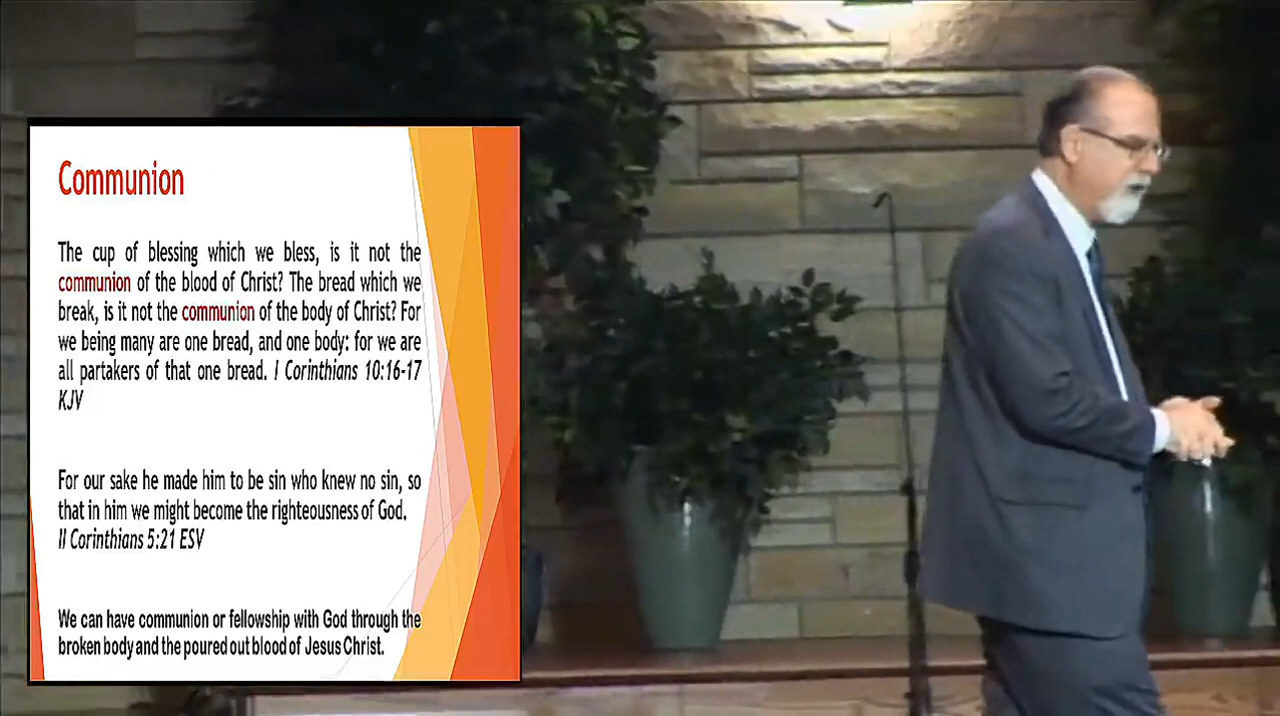 Communion
The cup of blessing which we bless, is it not the
communion of the blood of Christ? The bread which we
break, is it not the communion of the body of Christ? For
we being many are one bread, and one body: for we are
all partakers of that one bread. I Corinthians 10:16-17
KJV
For our sake he made him to be sin who knew no sin, so
that in him we might become the righteousness of God.
II Corinthians 5:21 ESV
We can have communion or fellowship with God through the
broken body and the poured out blood of Jesus Christ.